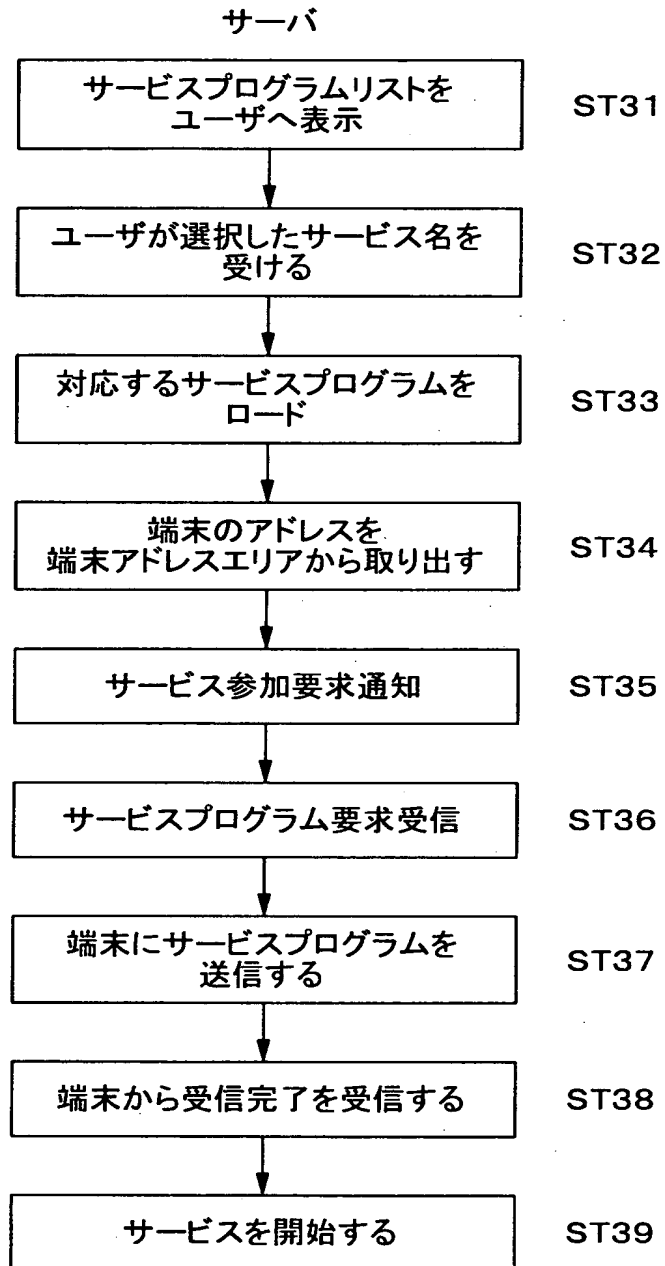 サーバ
サービスプログラムリストを
ユーザへ表示
ST31
ユーザが選択したサービス名を
受ける
ST32
対応するサービスプログラムを
ロード
ST33
端末のアドレスを
端末アドレスエリアから取り出す
ST34
サービス参加要求通知
ST35
サービスプログラム要求受信
ST36
端末にサービスプログラムを
送信する
ST37
端末から受信完了を受信する
ST38
サービスを開始する
ST39